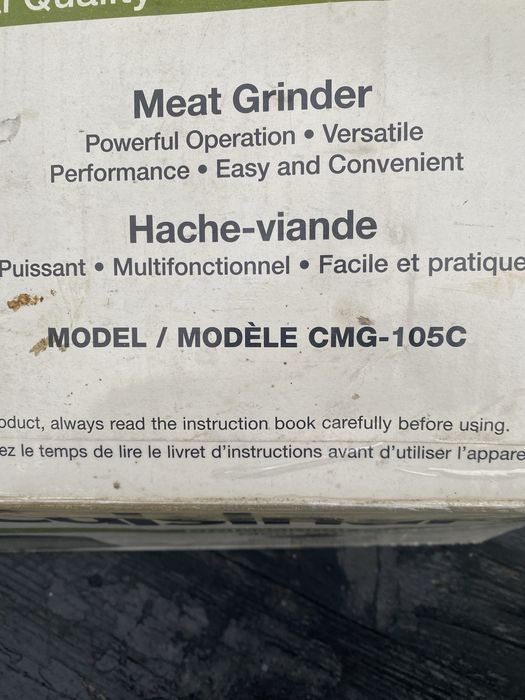 Quality
Meat Grinder
Powerful Operation • Versatile
Performance • Easy and Convenient
Hache-viande
Puissant • Multifonctionnel • Facile et pratique
MODEL / MODÈLE CMG-105C
oduct, always read the instruction book carefully before using.
ez le temps de lire le livret d'instructions avant d'utiliser l'appare